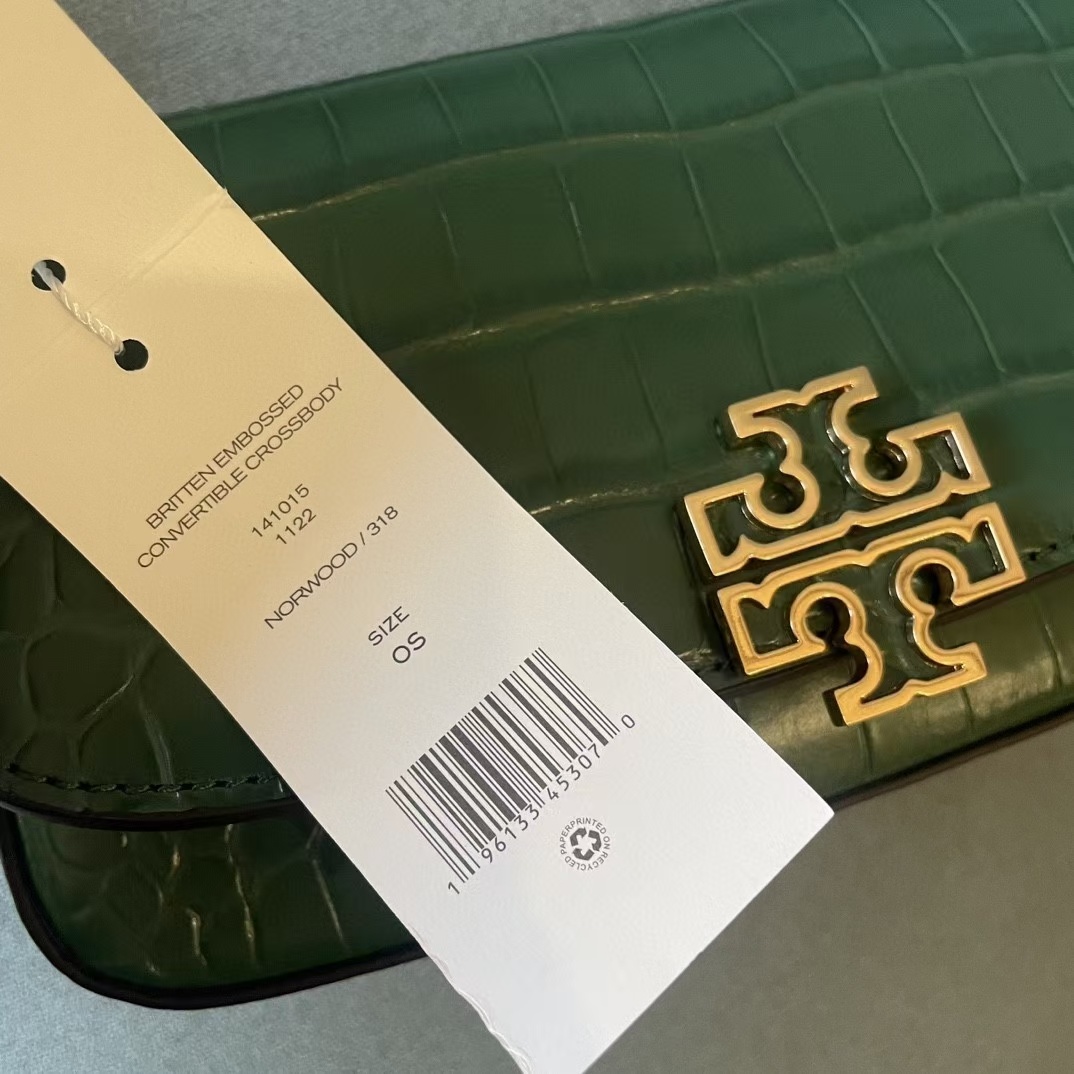 BRITTEN EMBOSSED
CONVERTIBLE CROSSBODY
141015
1122
NORWOOD / 318
SIZE
OS
1 96133 45307 0
PRINTED ON RECYCLED PAPER